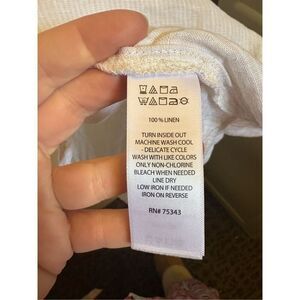 100% LINEN
TURN INSIDE OUT
MACHINE WASH COOL
- DELICATE CYCLE
WASH WITH LIKE COLORS
ONLY NON-CHLORINE
BLEACH WHEN NEEDED
LINE DRY
LOW IRON IF NEEDED
IRON ON REVERSE
RN# 75343